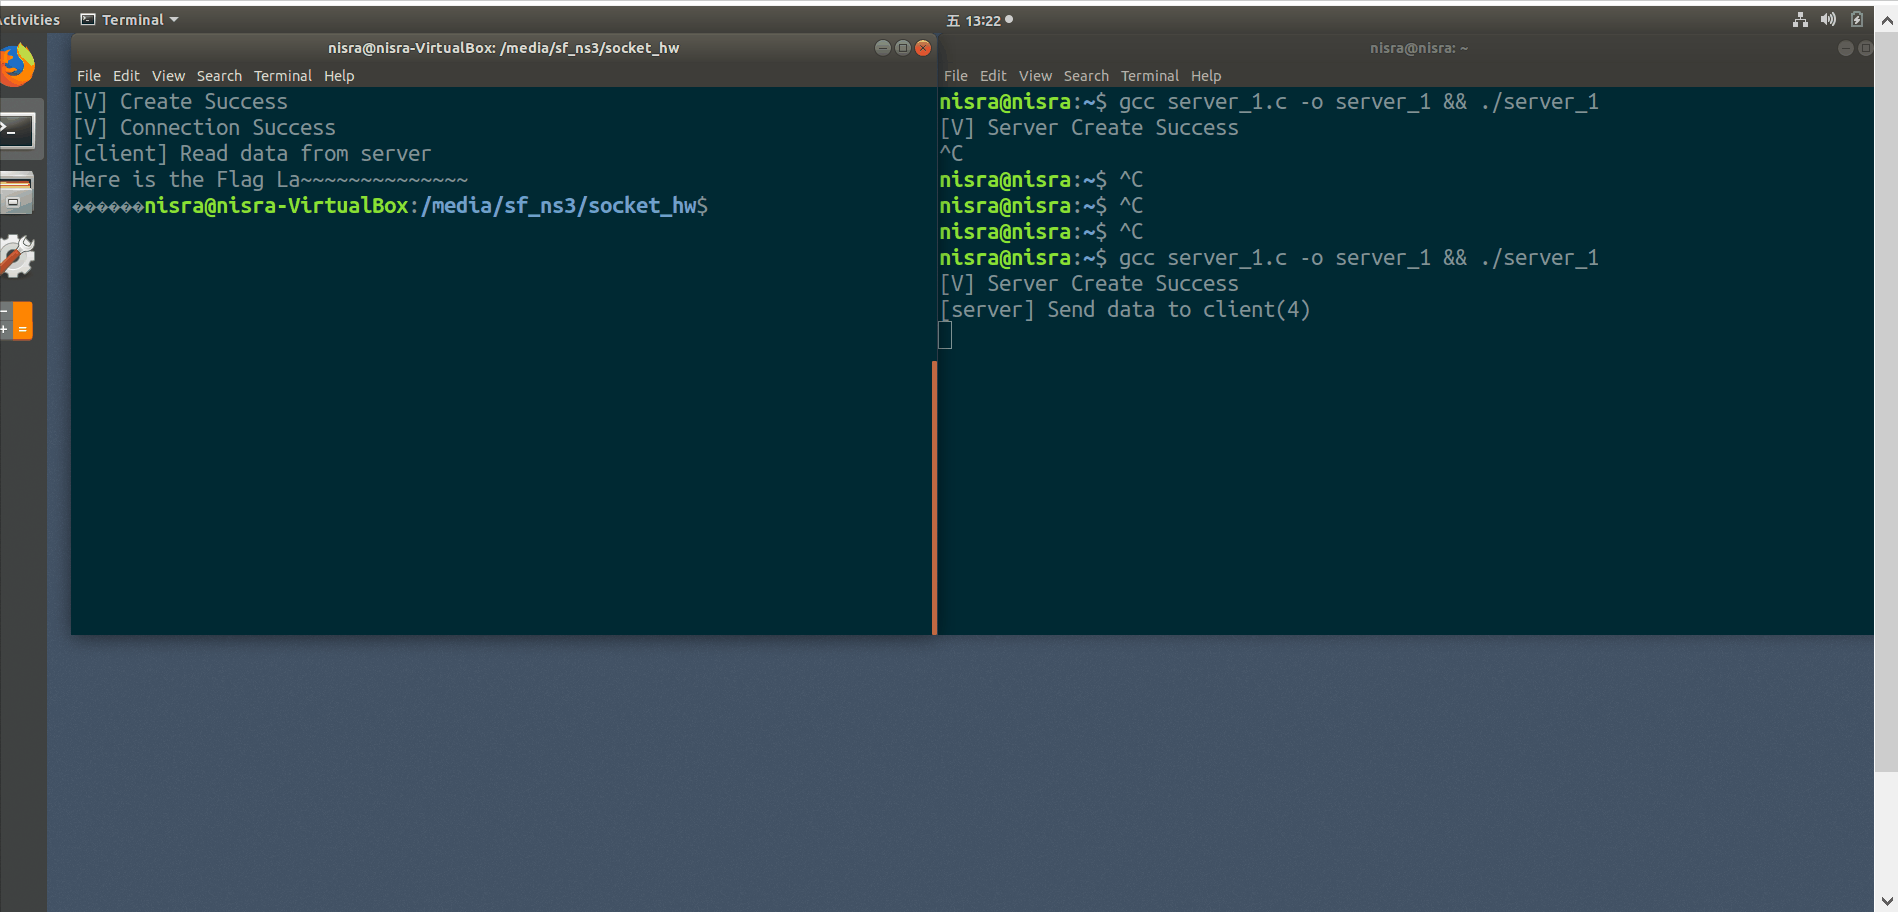 ctivities Terminal 五 13:22
nisra@nisra-VirtualBox: /media/sf_ns3/socket_hw
File Edit View Search Terminal Help
[V] Create Success
[V] Connection Success
[client] Read data from server
Here is the Flag La~~~~~~~~~~~~~~
������nisra@nisra-VirtualBox:/media/sf_ns3/socket_hw$
nisra@nisra: ~
File Edit View Search Terminal Help
nisra@nisra:~$ gcc server_1.c -o server_1 && ./server_1
[V] Server Create Success
^C
nisra@nisra:~$ ^C
nisra@nisra:~$ ^C
nisra@nisra:~$ ^C
nisra@nisra:~$ gcc server_1.c -o server_1 && ./server_1
[V] Server Create Success
[server] Send data to client(4)